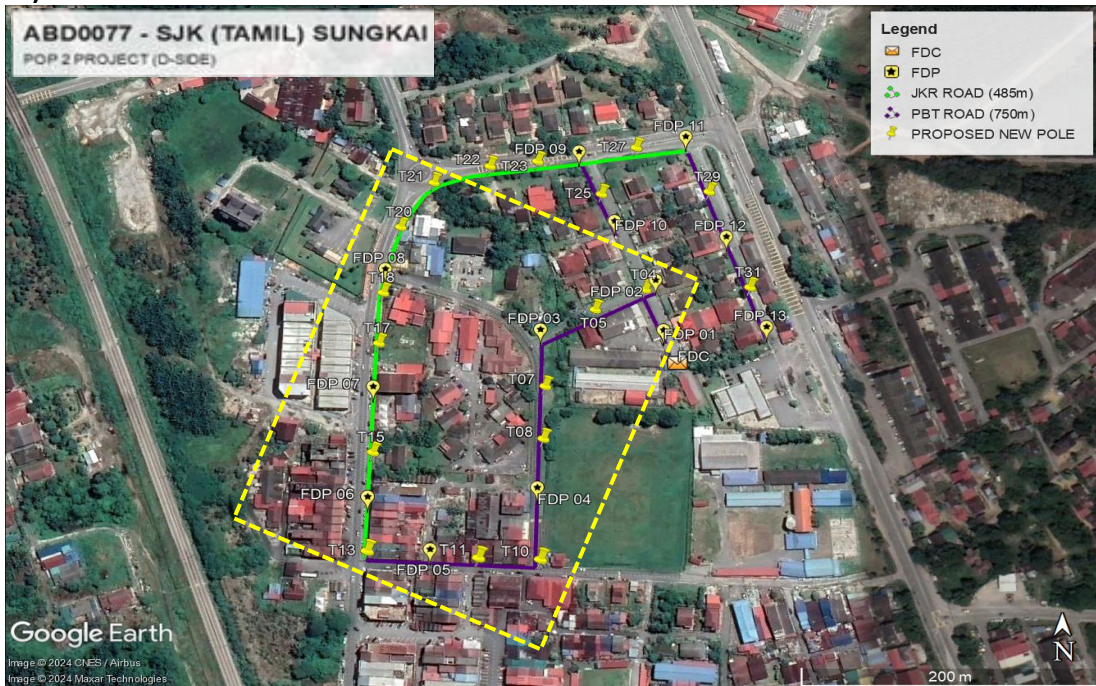 ABD0077 - SJK (TAMIL) SUNGKAI
POP 2 PROJECT (D-SIDE)
Legend
FDC
FDP
JKR ROAD (485m)
PBT ROAD (750m)
PROPOSED NEW POLE
FDP 11
FDP 09
T27
T22
T23
T21
T29
T25
T20
FDP 10
FDP 12
FDP 08
T18
T04
T31
FDP 02
T05
FDP 13
T17
FDP 03
FDP 01
FDC
FDP 07
T07
T15
T08
FDP 06
FDP 04
T13
T11
T10
FDP 05
Google Earth
Image © 2024 CNES / Airbus
Image © 2024 Maxar Technologies
200 m
N